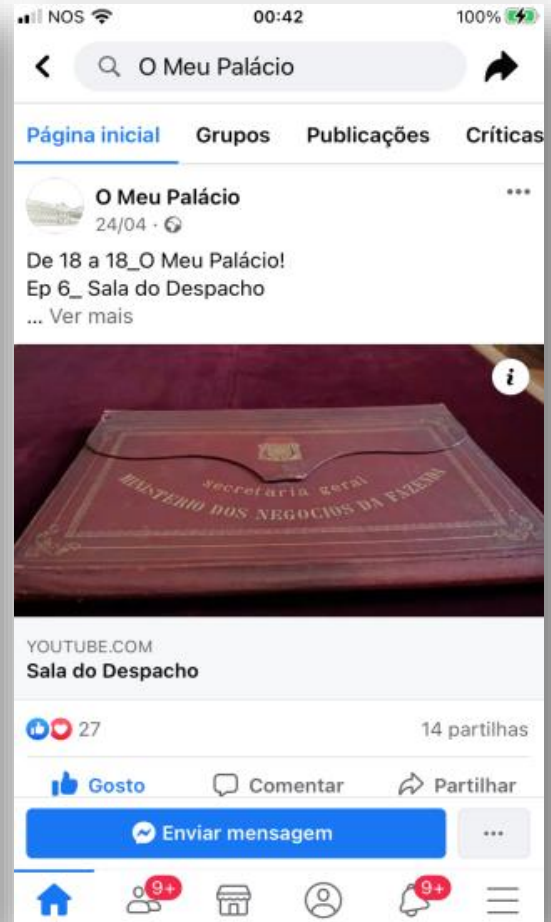 NOS 00:42 100%
O Meu Palácio
Página inicial Grupos Publicações Críticas
O Meu Palácio
24/04 ·
De 18 a 18_O Meu Palácio!
Ep 6_ Sala do Despacho
... Ver mais
i
secretaria geral
MINISTERIO DOS NEGOCIOS DA FAZENDA
YOUTUBE.COM
Sala do Despacho
27 14 partilhas
Gosto Comentar Partilhar
Enviar mensagem
9+ 9+